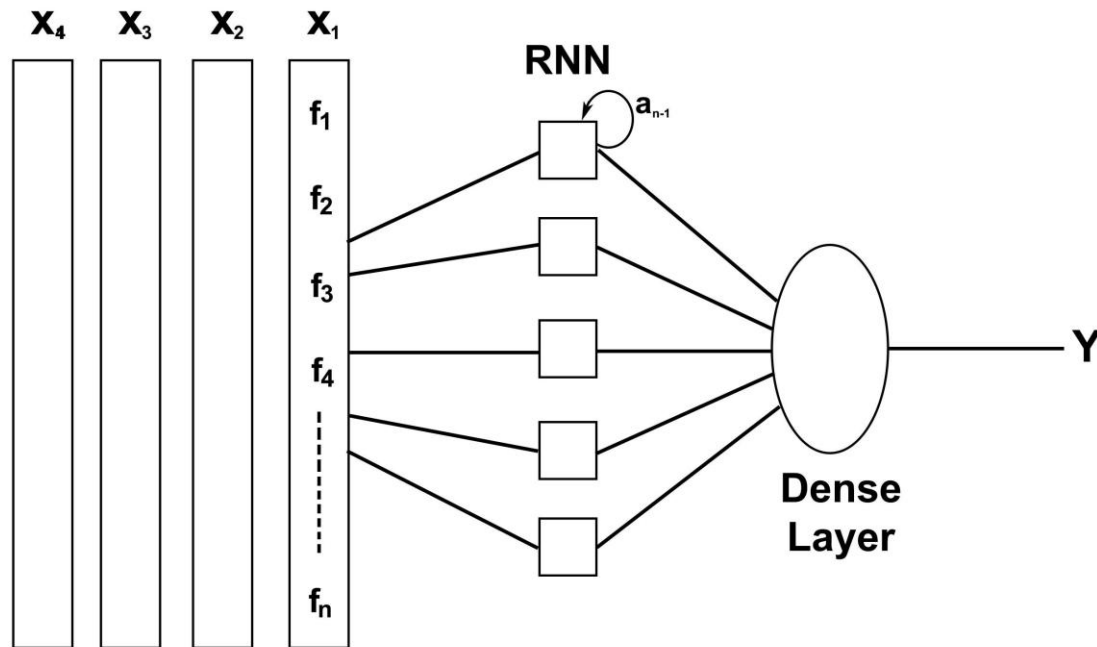 X₄ X₃ X₂ X₁
RNN
aₙ₋₁
f₁
f₂
f₃
f₄
fₙ
Y
Dense
Layer